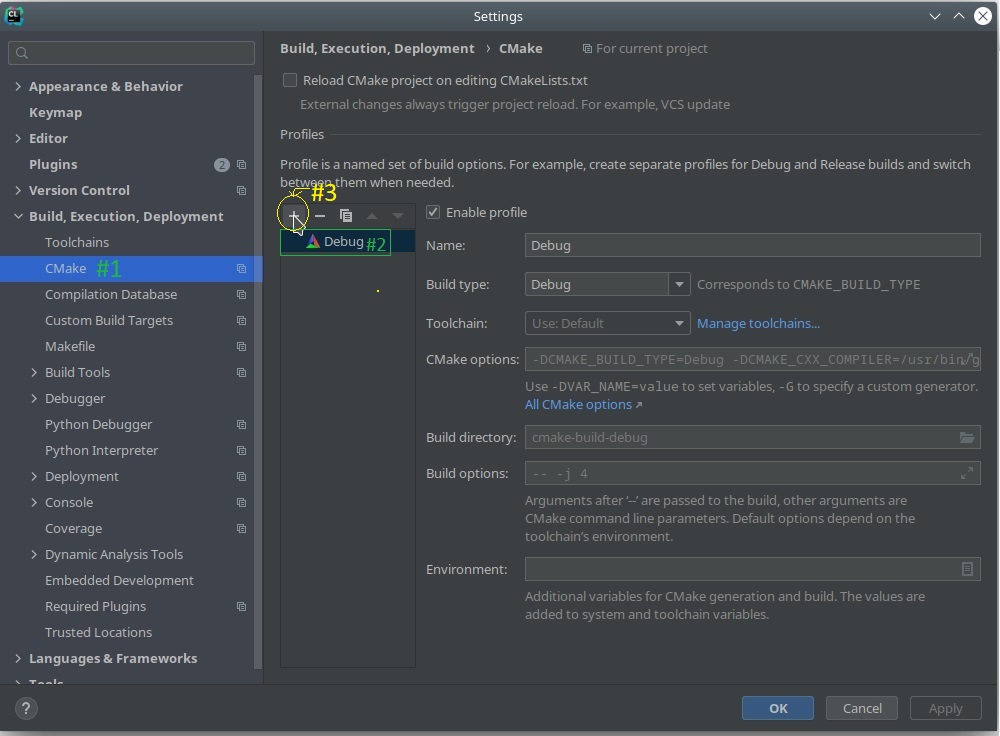 CL
Settings
Build, Execution, Deployment › CMake For current project
Reload CMake project on editing CMakeLists.txt
External changes always trigger project reload. For example, VCS update
Profiles
Profile is a named set of build options. For example, create separate profiles for Debug and Release builds and switch
between them when needed.
#3
Debug #2
Enable profile
Name: Debug
Build type: Debug Corresponds to CMAKE_BUILD_TYPE
Toolchain: Use: Default Manage toolchains...
CMake options: -DCMAKE_BUILD_TYPE=Debug -DCMAKE_CXX_COMPILER=/usr/bin/g
Use -DVAR_NAME=value to set variables, -G to specify a custom generator.
All CMake options ↗
Build directory: cmake-build-debug
Build options: -- -j 4
Arguments after ‘--’ are passed to the build, other arguments are
CMake command line parameters. Default options depend on the
toolchain’s environment.
Environment:
Additional variables for CMake generation and build. The values are
added to system and toolchain variables.
Appearance & Behavior
Keymap
Editor
Plugins 2
Version Control
Build, Execution, Deployment
Toolchains
CMake #1
Compilation Database
Custom Build Targets
Makefile
Build Tools
Debugger
Python Debugger
Python Interpreter
Deployment
Console
Coverage
Dynamic Analysis Tools
Embedded Development
Required Plugins
Trusted Locations
Languages & Frameworks
Tools
?
OK
Cancel
Apply